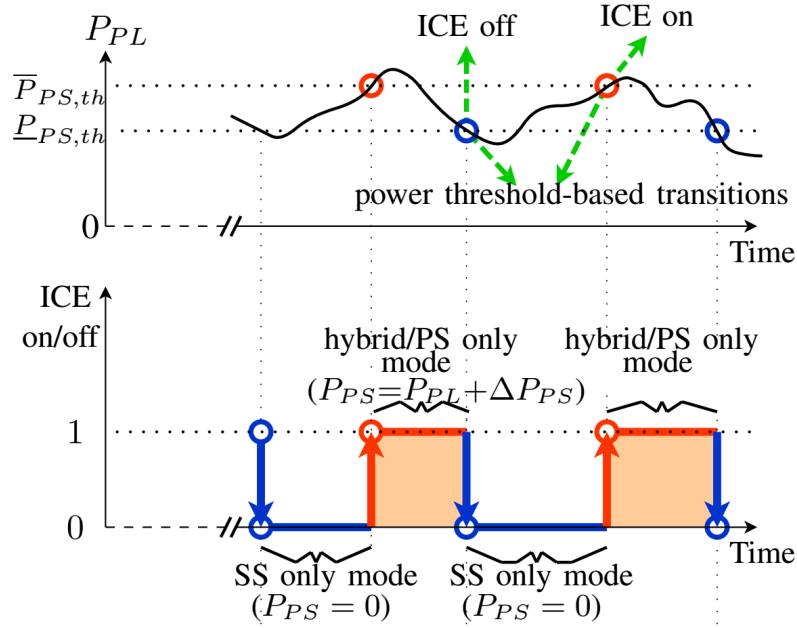 P_PL
ICE off
ICE on
P̅_PS,th
P̲_PS,th
power threshold-based transitions
0
Time
ICE
on/off
hybrid/PS only
mode
(P_PS=P_PL+ΔP_PS)
hybrid/PS only
mode
1
0
Time
SS only mode
(P_PS = 0)
SS only mode
(P_PS = 0)